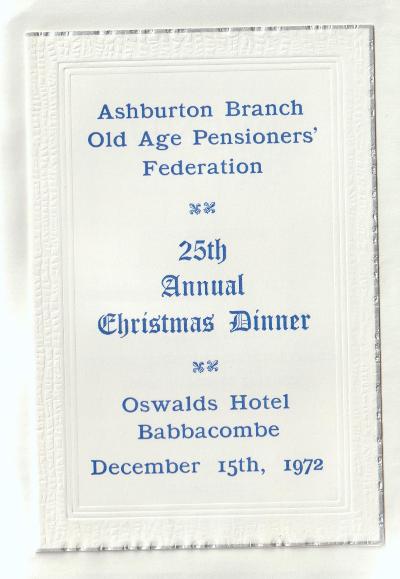 Ashburton Branch
Old Age Pensioners'
Federation
25th
Annual
Christmas Dinner
Oswalds Hotel
Babbacombe
December 15th, 1972